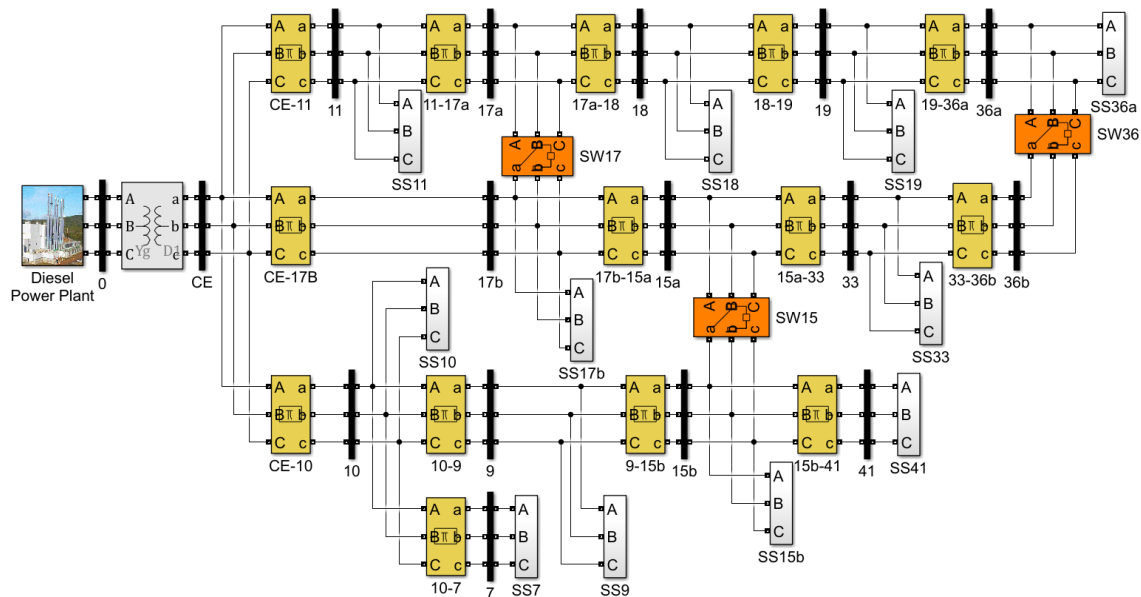 A a A a A a A a A a A
B π b B π b B π b B π b B π b B
C c C c C c C c C c C
CE-11 11 11-17a 17a 17a-18 18 18-19 19 19-36a 36a SS36a
A A A A B C
B B B SW36
C C C a b c
SS11 SS18 SS19
A B C
SW17
a b c
A a A a A a A a A a
B b B π b B π b B π b B π b
C Yg D1 c C c C c C c C c
Diesel
Power Plant
0 CE CE-17B 17b 17b-15a 15a 15a-33 33 33-36b 36b
A A A
B B B
C C C
SS10 SS17b SS33
A B C
SW15
a b c
A a A a A a A a A
B π b B π b B π b B π b B
C c C c C c C c C
CE-10 10 10-9 9 9-15b 15b 15b-41 41 SS41
A
B
C
SS15b
A a A A
B π b B B
C c C C
10-7 7 SS7 SS9